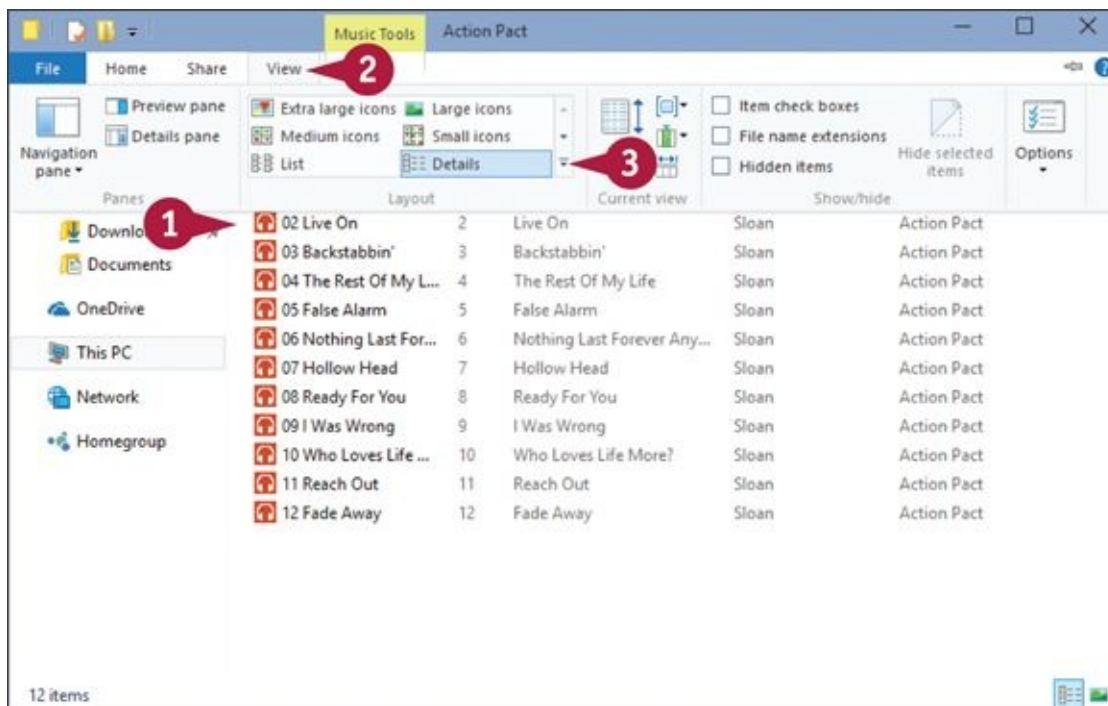 Music Tools Action Pact
File Home Share View 2
Preview pane Extra large icons Large icons Item check boxes
Details pane Medium icons Small icons File name extensions
Navigation pane List Details 3 Hidden items Hide selected items Options
Panes Layout Current view Show/hide
1 02 Live On 2 Live On Sloan Action Pact
03 Backstabbin' 3 Backstabbin' Sloan Action Pact
Documents 04 The Rest Of My L... 4 The Rest Of My Life Sloan Action Pact
OneDrive 05 False Alarm 5 False Alarm Sloan Action Pact
06 Nothing Last For... 6 Nothing Last Forever Any... Sloan Action Pact
This PC 07 Hollow Head 7 Hollow Head Sloan Action Pact
Network 08 Ready For You 8 Ready For You Sloan Action Pact
09 I Was Wrong 9 I Was Wrong Sloan Action Pact
Homegroup 10 Who Loves Life ... 10 Who Loves Life More? Sloan Action Pact
11 Reach Out 11 Reach Out Sloan Action Pact
12 Fade Away 12 Fade Away Sloan Action Pact
12 items